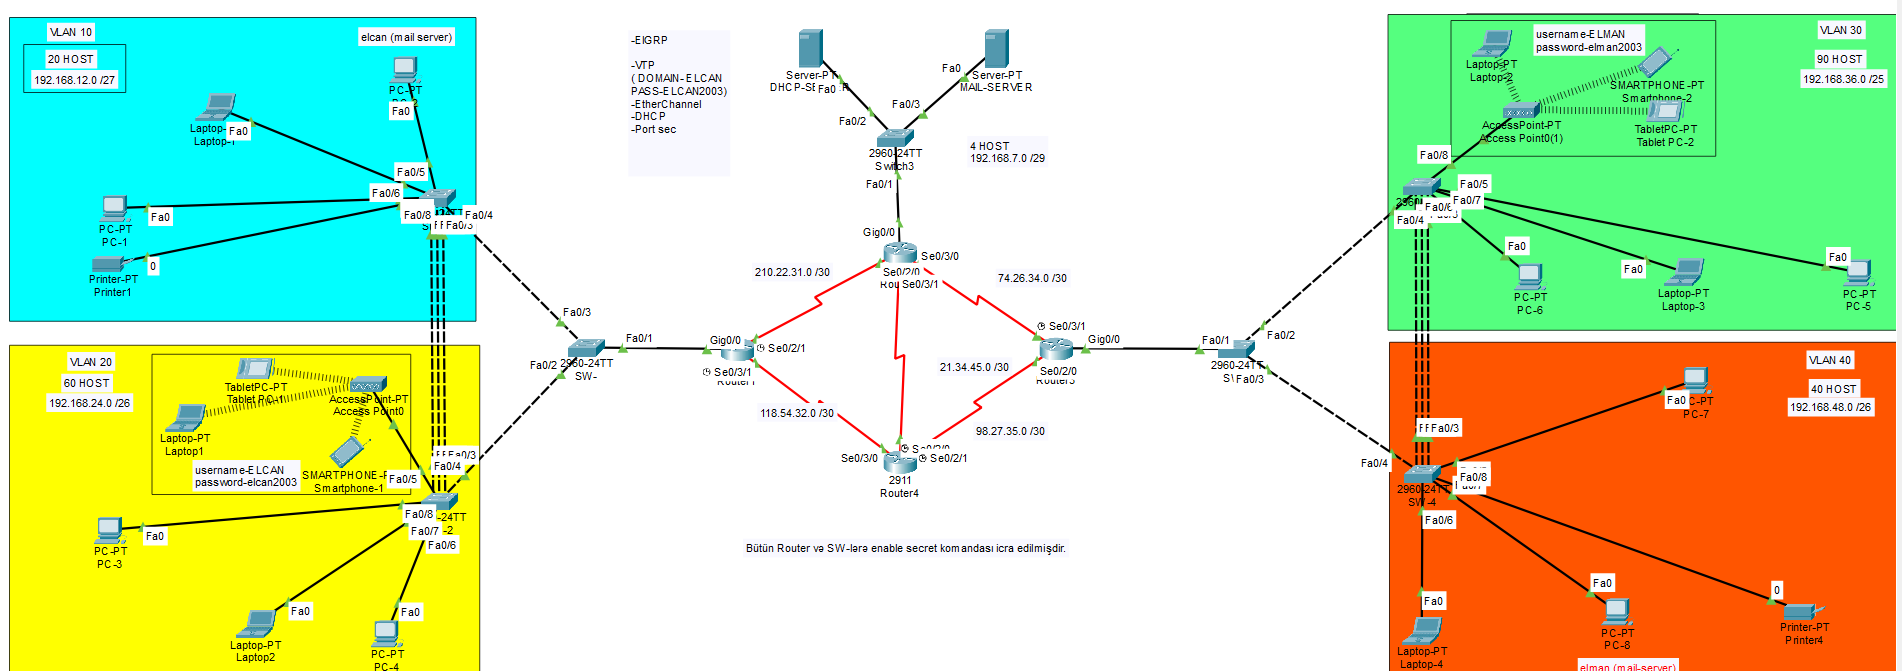 VLAN 10
20 HOST
192.168.12.0 /27
elcan (mail server)
PC-PT
Fa0
Laptop-1
Fa0
Fa0/5
Fa0/6
Fa0/8
Fa0/4
Fa0/3
PC-PT
PC-1
Fa0
Printer-PT
Printer1
0
VLAN 20
60 HOST
192.168.24.0 /26
TabletPC-PT
Tablet PC-1
AccessPoint-PT
Access Point0
Laptop-PT
Laptop1
SMARTPHONE-
Smartphone-1
username-ELCAN
password-elcan2003
Fa0/3
Fa0/4
Fa0/5
Fa0/8
Fa0/7
Fa0/6
PC-PT
PC-3
Fa0
Laptop-PT
Laptop2
Fa0
PC-PT
PC-4
Fa0
-EIGRP
-VTP
( DOMAIN-ELCAN
PASS-ELCAN2003)
-EtherChannel
-DHCP
-Port sec
Server-PT
Fa0
Server-PT
MAIL-SERVER
Fa0
Fa0/2
Fa0/3
2960-24TT
Switch3
Fa0/1
4 HOST
192.168.7.0 /29
Gig0/0
Se0/3/0
Se0/2/0
Se0/3/1
210.22.31.0 /30
74.26.34.0 /30
Fa0/3
Fa0/2
Fa0/1
2960-24TT
SW-
Gig0/0
Se0/2/1
Se0/3/1
Se0/3/1
Gig0/0
Se0/2/0
Router3
21.34.45.0 /30
118.54.32.0 /30
98.27.35.0 /30
Se0/3/0
Se0/2/1
2911
Router4
Fa0/1
Fa0/2
Fa0/3
2960-24TT
Bütün Router və SW-lərə enable secret komandası icra edilmişdir.
VLAN 30
90 HOST
192.168.36.0 /25
username-ELMAN
password-elman2003
Laptop-PT
Laptop-2
SMARTPHONE-PT
Smartphone-2
AccessPoint-PT
Access Point0(1)
TabletPC-PT
Tablet PC-2
Fa0/8
Fa0/5
Fa0/7
Fa0/6
Fa0/4
Fa0
PC-PT
PC-6
Fa0
Laptop-PT
Laptop-3
Fa0
PC-PT
PC-5
VLAN 40
40 HOST
192.168.48.0 /26
Fa0
PC-7
Fa0/3
Fa0/4
Fa0/8
2960-24TT
SW-4
Fa0/6
Fa0
Laptop-PT
Laptop-4
Fa0
PC-PT
PC-8
0
Printer-PT
Printer4
elman (mail-server)